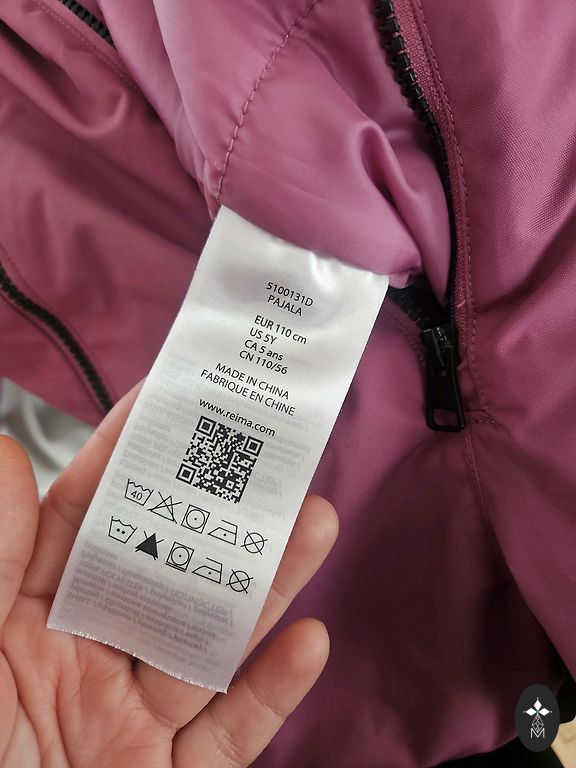 5100131D
PAJALA
EUR 110 cm
US 5Y
CA 5 ans
CN 110/56
MADE IN CHINA
FABRIQUE EN CHINE
www.reima.com
40